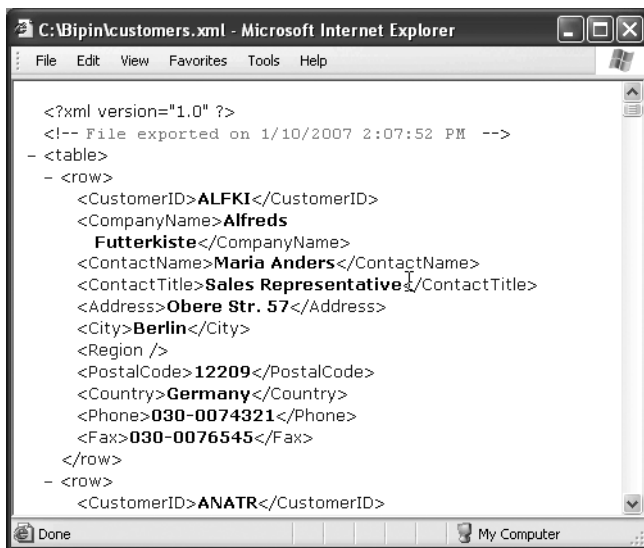 C:\Bipin\customers.xml - Microsoft Internet Explorer
File Edit View Favorites Tools Help
<?xml version="1.0" ?>
<!-- File exported on 1/10/2007 2:07:52 PM -->
- <table>
- <row>
<CustomerID>ALFKI</CustomerID>
<CompanyName>Alfreds
Futterkiste</CompanyName>
<ContactName>Maria Anders</ContactName>
<ContactTitle>Sales Representative</ContactTitle>
<Address>Obere Str. 57</Address>
<City>Berlin</City>
<Region />
<PostalCode>12209</PostalCode>
<Country>Germany</Country>
<Phone>030-0074321</Phone>
<Fax>030-0076545</Fax>
</row>
- <row>
<CustomerID>ANATR</CustomerID>
Done My Computer